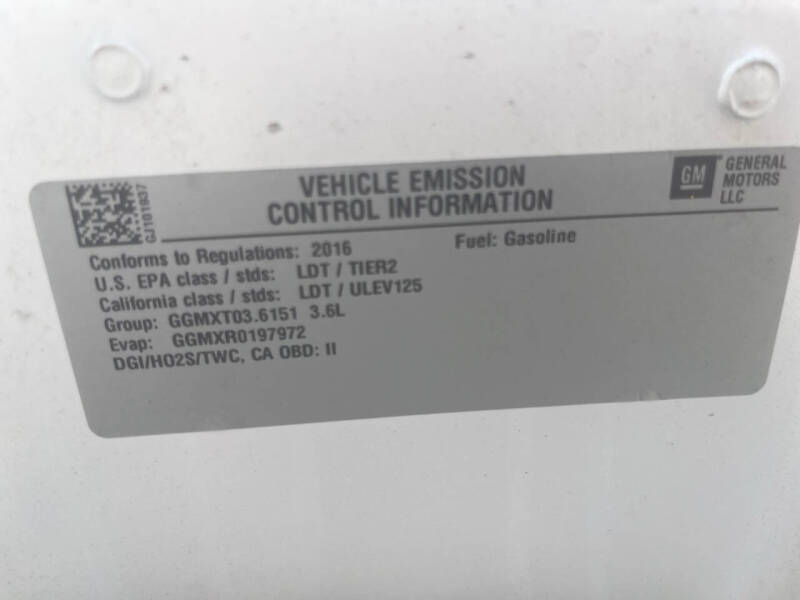 VEHICLE EMISSION
CONTROL INFORMATION
GM GENERAL
MOTORS
LLC
GJ101937
Conforms to Regulations: 2016 Fuel: Gasoline
U.S. EPA class / stds: LDT / TIER2
California class / stds: LDT / ULEV125
Group: GGMXT03.6151 3.6L
Evap: GGMXR0197972
DGI/HO2S/TWC, CA OBD: II